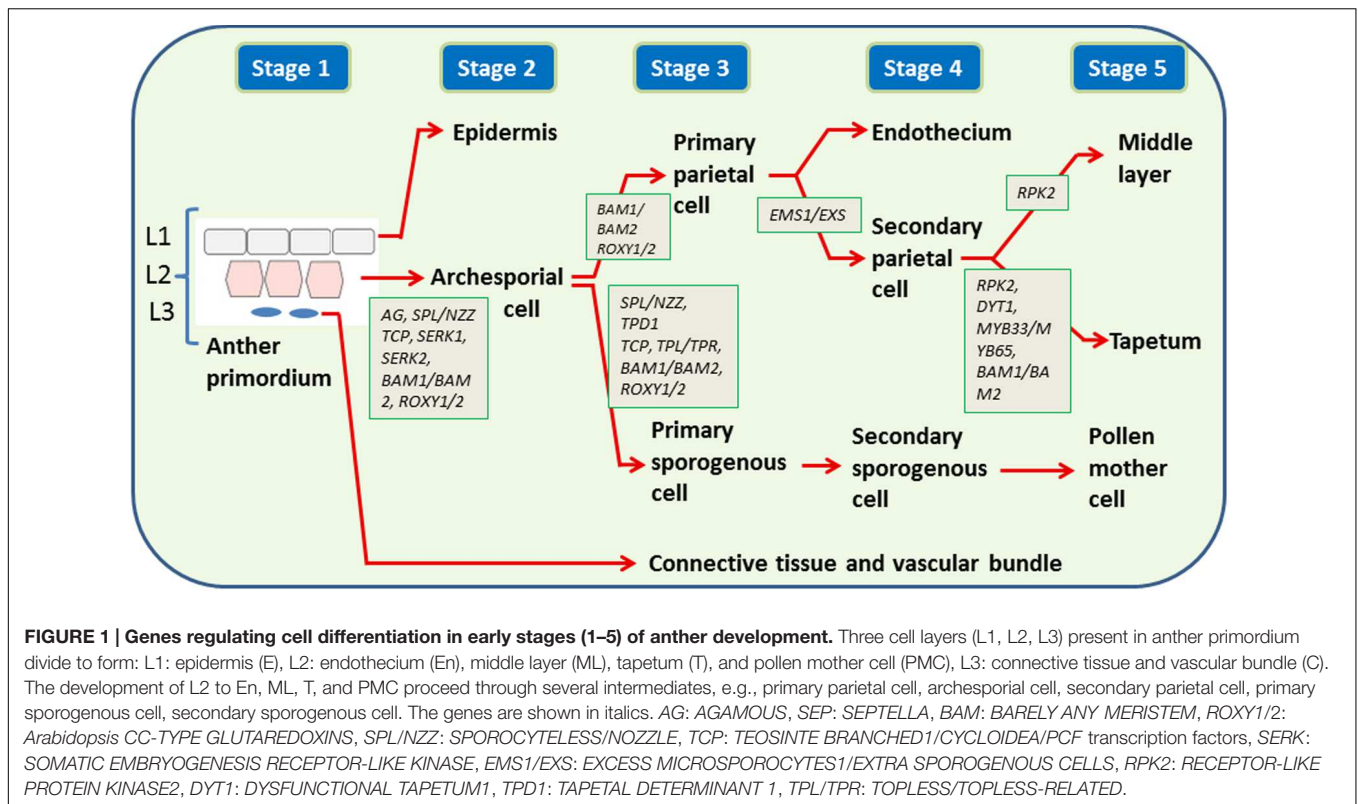 Stage 1
Stage 2
Stage 3
Stage 4
Stage 5
Epidermis
Primary
parietal
cell
Endothecium
Middle
layer
BAM1/
BAM2
ROXY1/2
EMS1/EXS
RPK2
L1
L2
L3
Archesporial
cell
Secondary
parietal
cell
Anther
primordium
AG, SPL/NZZ
TCP, SERK1,
SERK2,
BAM1/BAM
2, ROXY1/2
SPL/NZZ,
TPD1
TCP, TPL/TPR,
BAM1/BAM2,
ROXY1/2
RPK2,
DYT1,
MYB33/M
YB65,
BAM1/BA
M2
Tapetum
Primary
sporogenous
cell
Secondary
sporogenous
cell
Pollen
mother
cell
Connective tissue and vascular bundle
FIGURE 1 | Genes regulating cell differentiation in early stages (1–5) of anther development. Three cell layers (L1, L2, L3) present in anther primordium
divide to form: L1: epidermis (E), L2: endothecium (En), middle layer (ML), tapetum (T), and pollen mother cell (PMC), L3: connective tissue and vascular bundle (C).
The development of L2 to En, ML, T, and PMC proceed through several intermediates, e.g., primary parietal cell, archesporial cell, secondary parietal cell, primary
sporogenous cell, secondary sporogenous cell. The genes are shown in italics. AG: AGAMOUS, SEP: SEPTELLA, BAM: BARELY ANY MERISTEM, ROXY1/2:
Arabidopsis CC-TYPE GLUTAREDOXINS, SPL/NZZ: SPOROCYTELESS/NOZZLE, TCP: TEOSINTE BRANCHED1/CYCLOIDEA/PCF transcription factors, SERK:
SOMATIC EMBRYOGENESIS RECEPTOR-LIKE KINASE, EMS1/EXS: EXCESS MICROSPOROCYTES1/EXTRA SPOROGENOUS CELLS, RPK2: RECEPTOR-LIKE
PROTEIN KINASE2, DYT1: DYSFUNCTIONAL TAPETUM1, TPD1: TAPETAL DETERMINANT 1, TPL/TPR: TOPLESS/TOPLESS-RELATED.